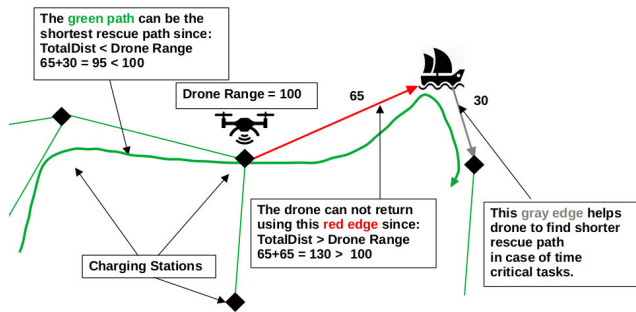 The green path can be the
shortest rescue path since:
TotalDist < Drone Range
65+30 = 95 < 100
Drone Range = 100
65
30
The drone can not return
using this red edge since:
TotalDist > Drone Range
65+65 = 130 > 100
This gray edge helps
drone to find shorter
rescue path
in case of time
critical tasks.
Charging Stations